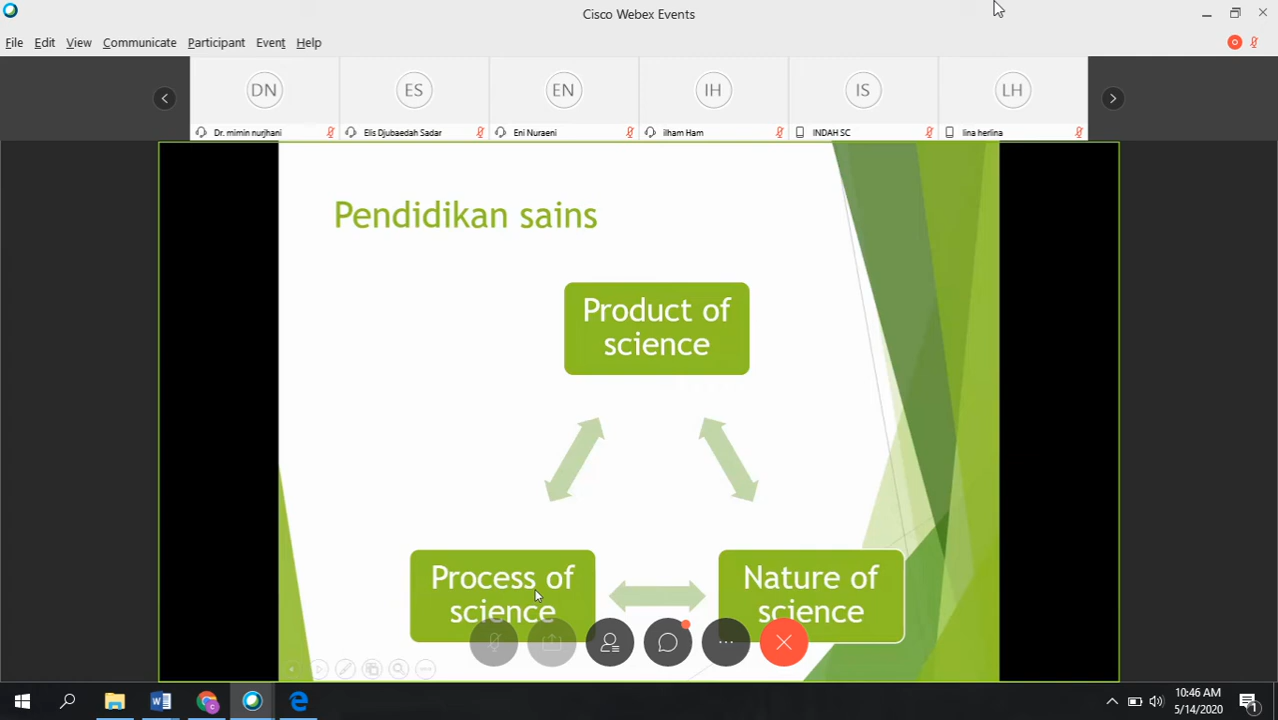 Cisco Webex Events
File Edit View Communicate Participant Event Help
DN ES EN IH IS LH
Dr. mimin nurjhani Elis Djubaedah Sadar Eni Nuraeni ilham Ham INDAH SC lina herlina
Pendidikan sains
Product of
science
Process of
science
Nature of
science
10:46 AM
5/14/2020